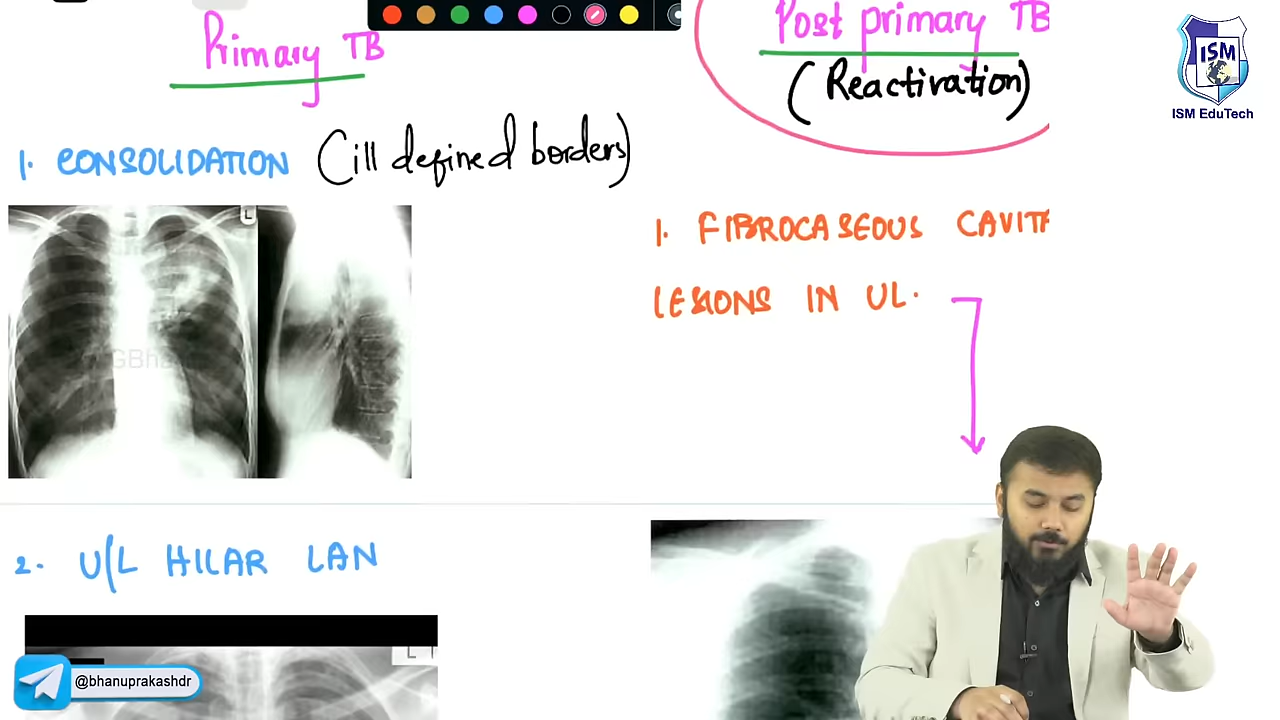 Primary TB
1. CONSOLIDATION (ill defined borders)
L
2. U/L HILAR LAN
L
@bhanuprakashdr
Post primary TB
(Reactivation)
1. FIBROCASEOUS
LESIONS IN UL.
ISM
ISM EduTech